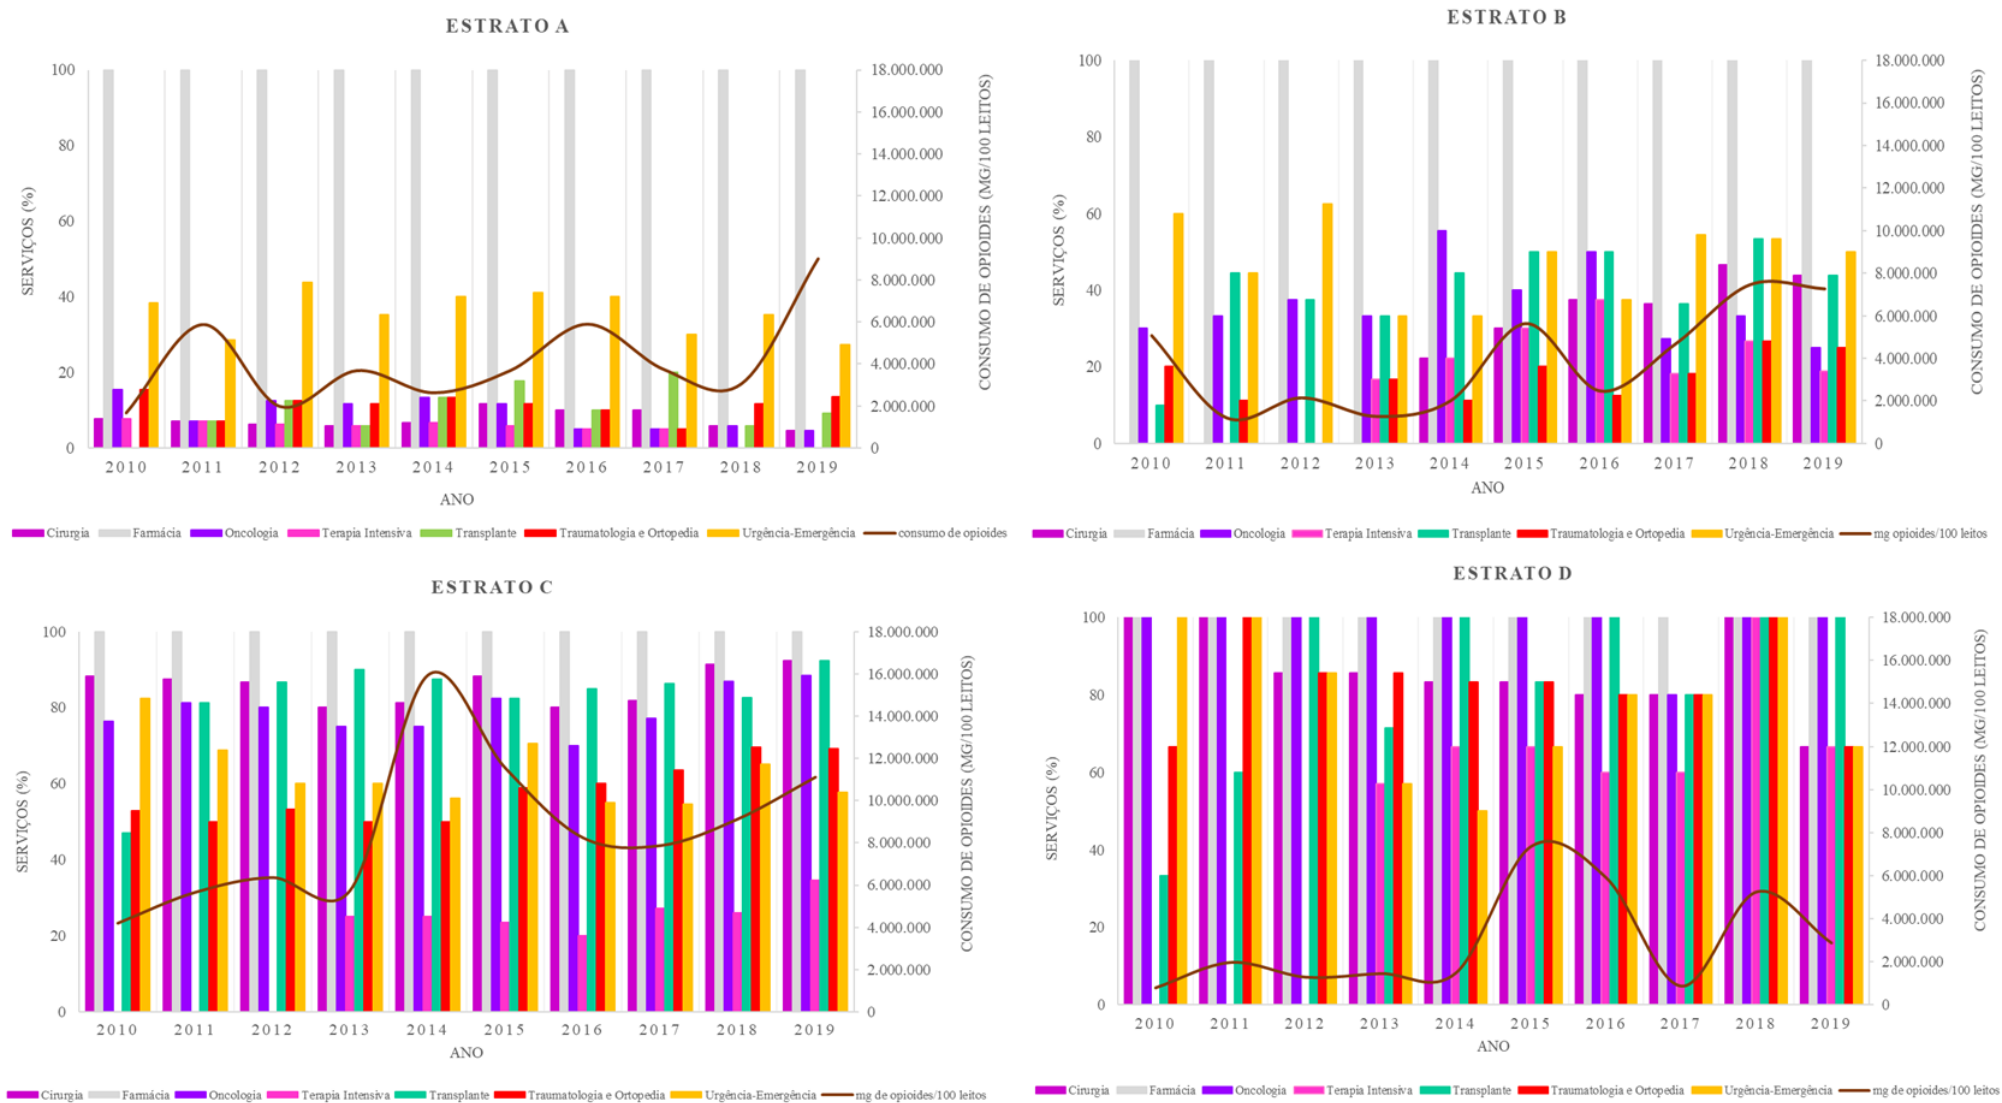 ESTRATO A
100
80
60
40
20
0
SERVIÇOS (%)
18.000.000
16.000.000
14.000.000
12.000.000
10.000.000
8.000.000
6.000.000
4.000.000
2.000.000
0
CONSUMO DE OPIOIDES (MG/100 LEITOS)
2010 2011 2012 2013 2014 2015 2016 2017 2018 2019
ANO
Cirurgia Farmácia Oncologia Terapia Intensiva Transplante Traumatologia e Ortopedia Urgência-Emergência consumo de opioides
ESTRATO B
100
80
60
40
20
0
SERVIÇOS (%)
18.000.000
16.000.000
14.000.000
12.000.000
10.000.000
8.000.000
6.000.000
4.000.000
2.000.000
0
CONSUMO DE OPIOIDES (MG/100 LEITOS)
2010 2011 2012 2013 2014 2015 2016 2017 2018 2019
ANO
Cirurgia Farmácia Oncologia Terapia Intensiva Transplante Traumatologia e Ortopedia Urgência-Emergência mg opioides/100 leitos
ESTRATO C
100
80
60
40
20
0
SERVIÇOS (%)
18.000.000
16.000.000
14.000.000
12.000.000
10.000.000
8.000.000
6.000.000
4.000.000
2.000.000
0
CONSUMO DE OPIOIDES (MG/100 LEITOS)
2010 2011 2012 2013 2014 2015 2016 2017 2018 2019
ANO
Cirurgia Farmácia Oncologia Terapia Intensiva Transplante Traumatologia e Ortopedia Urgência-Emergência mg de opioides/100 leitos
ESTRATO D
100
80
60
40
20
0
SERVIÇOS (%)
18.000.000
16.000.000
14.000.000
12.000.000
10.000.000
8.000.000
6.000.000
4.000.000
2.000.000
0
CONSUMO DE OPIOIDES (MG/100 LEITOS)
2010 2011 2012 2013 2014 2015 2016 2017 2018 2019
ANO
Cirurgia Farmácia Oncologia Terapia Intensiva Transplante Traumatologia e Ortopedia Urgência-Emergência mg de opioides/100 leitos